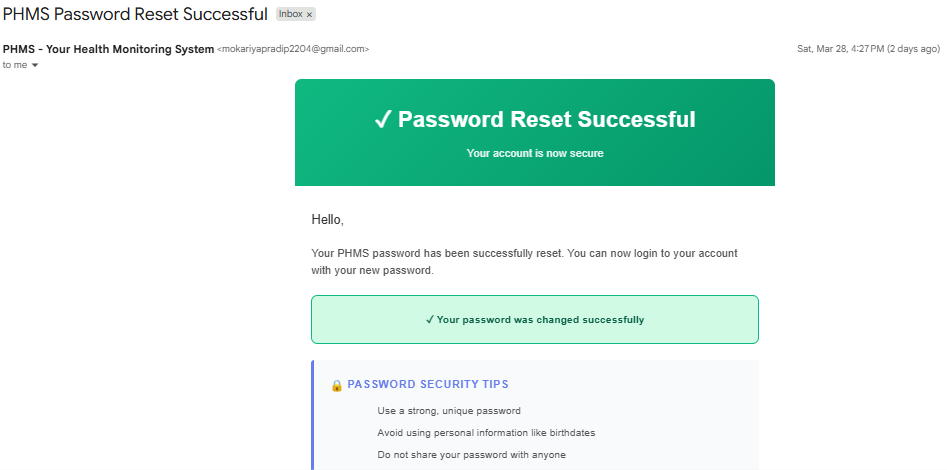 PHMS Password Reset Successful Inbox ×
PHMS - Your Health Monitoring System <mokariyapradip2204@gmail.com> Sat, Mar 28, 4:27 PM (2 days ago)
to me
✓ Password Reset Successful
Your account is now secure
Hello,
Your PHMS password has been successfully reset. You can now login to your account
with your new password.
✓ Your password was changed successfully
🔒 PASSWORD SECURITY TIPS
Use a strong, unique password
Avoid using personal information like birthdates
Do not share your password with anyone